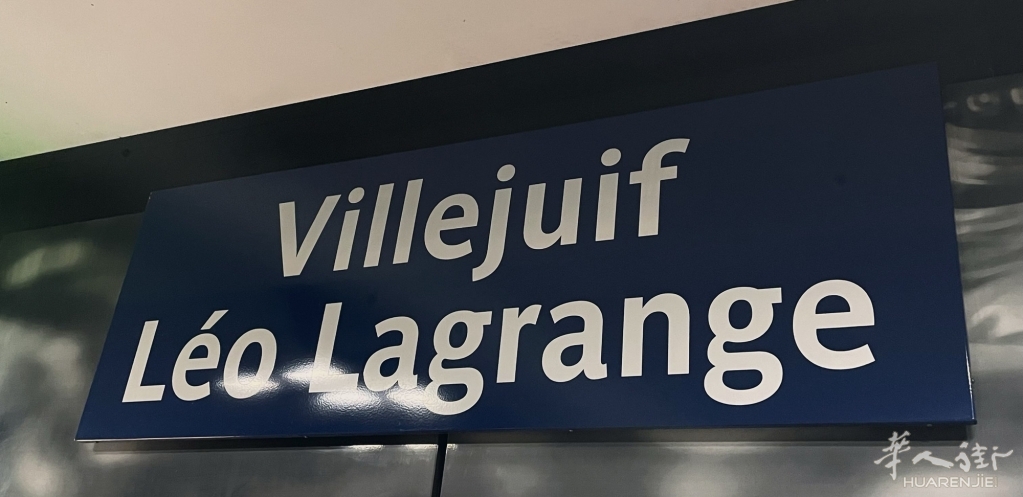 Villejuif
Léo Lagrange
華人街
HUARENJIE